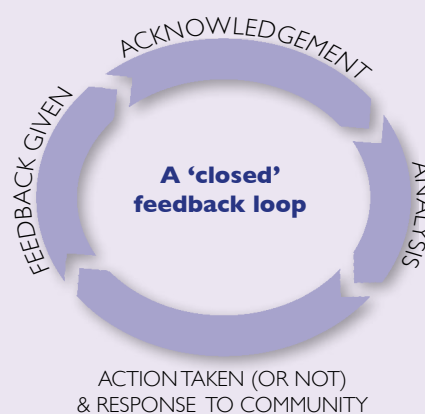 ACKNOWLEDGEMENT
FEEDBACK GIVEN
A ‘closed’
feedback loop
ANALYSIS
ACTION TAKEN (OR NOT)
& RESPONSE TO COMMUNITY